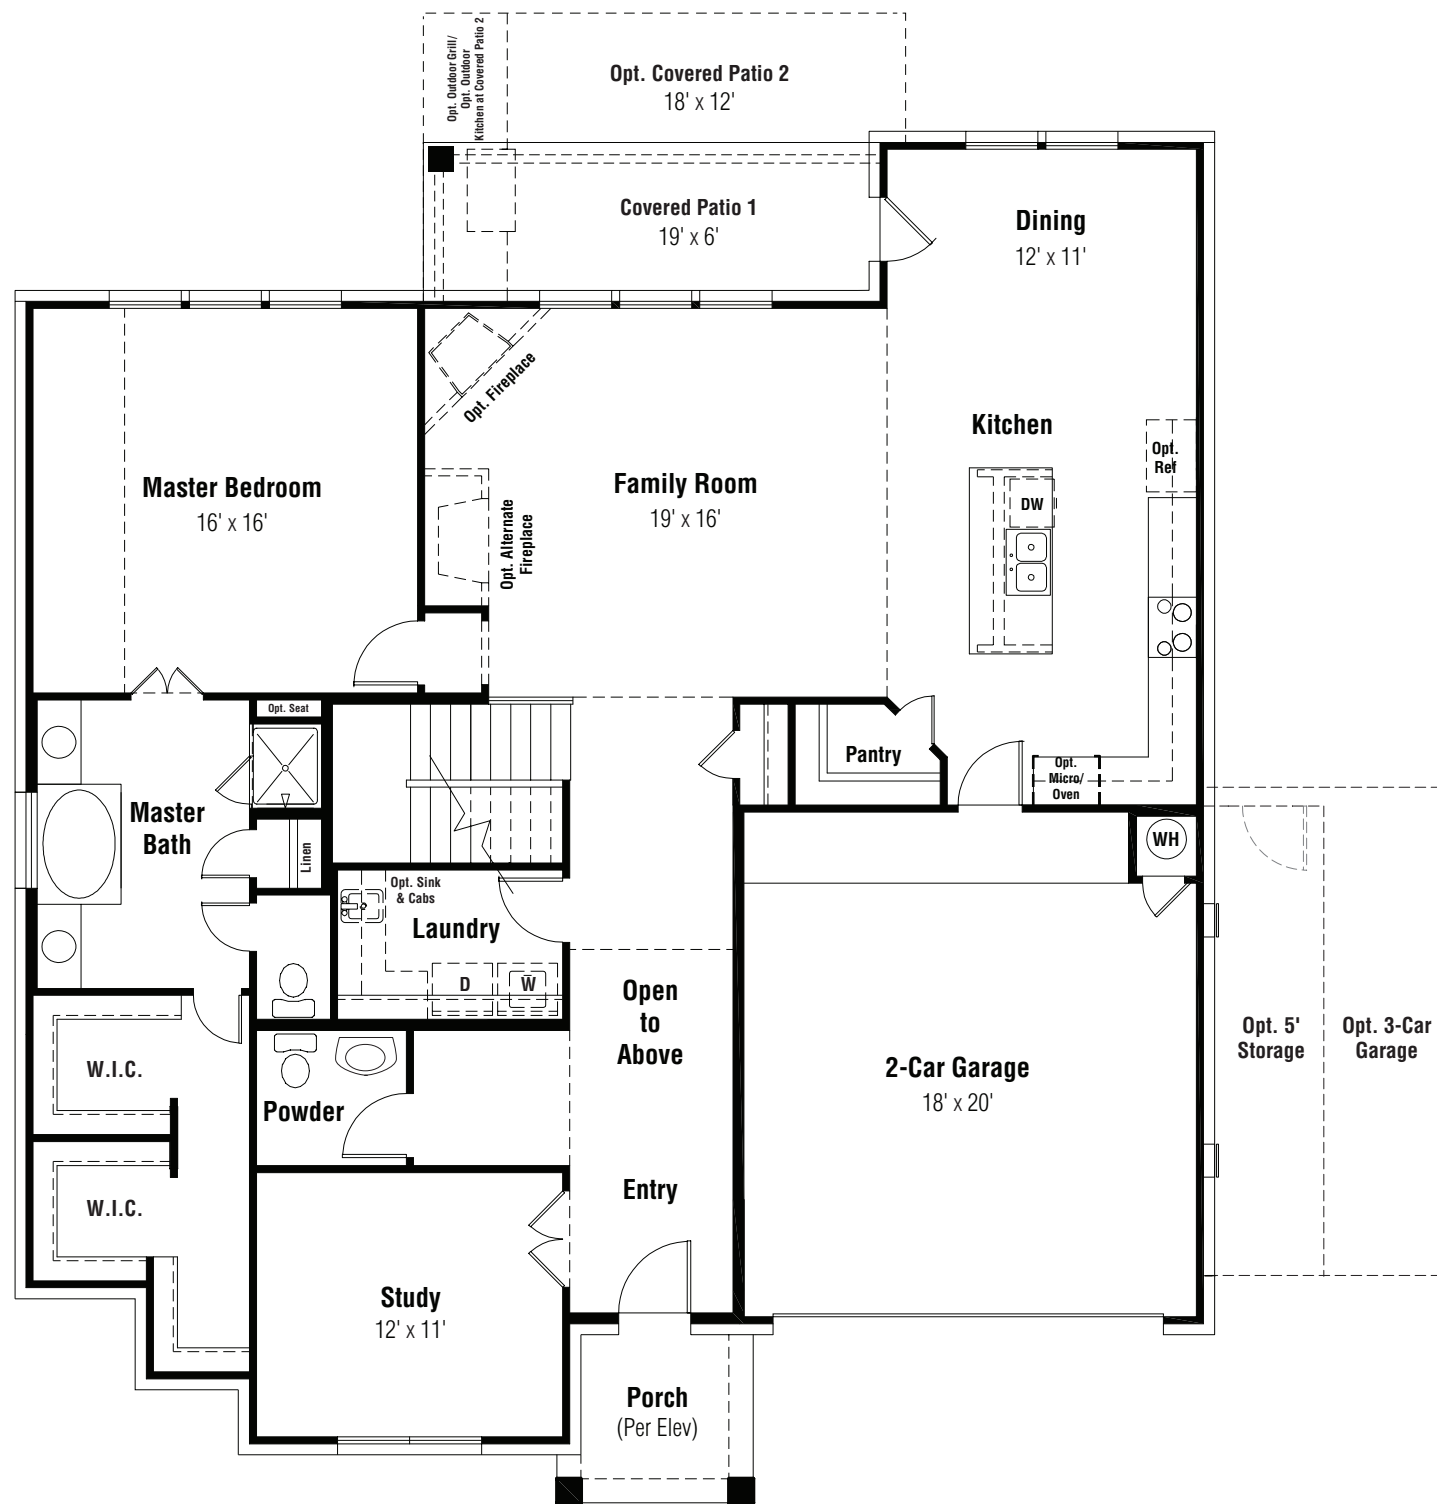 Opt. Outdoor Grill/
Opt. Outdoor
Kitchen at Covered Patio 2
Opt. Covered Patio 2
18' x 12'
Covered Patio 1
19' x 6'
Dining
12' x 11'
Opt. Fireplace
Kitchen
Opt.
Ref
Master Bedroom
16' x 16'
Family Room
19' x 16'
DW
Opt. Alternate
Fireplace
Opt. Seat
Pantry
Opt.
Micro/
Oven
Master
Bath
Linen
WH
Opt. Sink
& Cabs
Laundry
D
W
Open
to
Above
Opt. 5'
Storage
Opt. 3-Car
Garage
W.I.C.
2-Car Garage
18' x 20'
Powder
Entry
W.I.C.
Study
12' x 11'
Porch
(Per Elev)